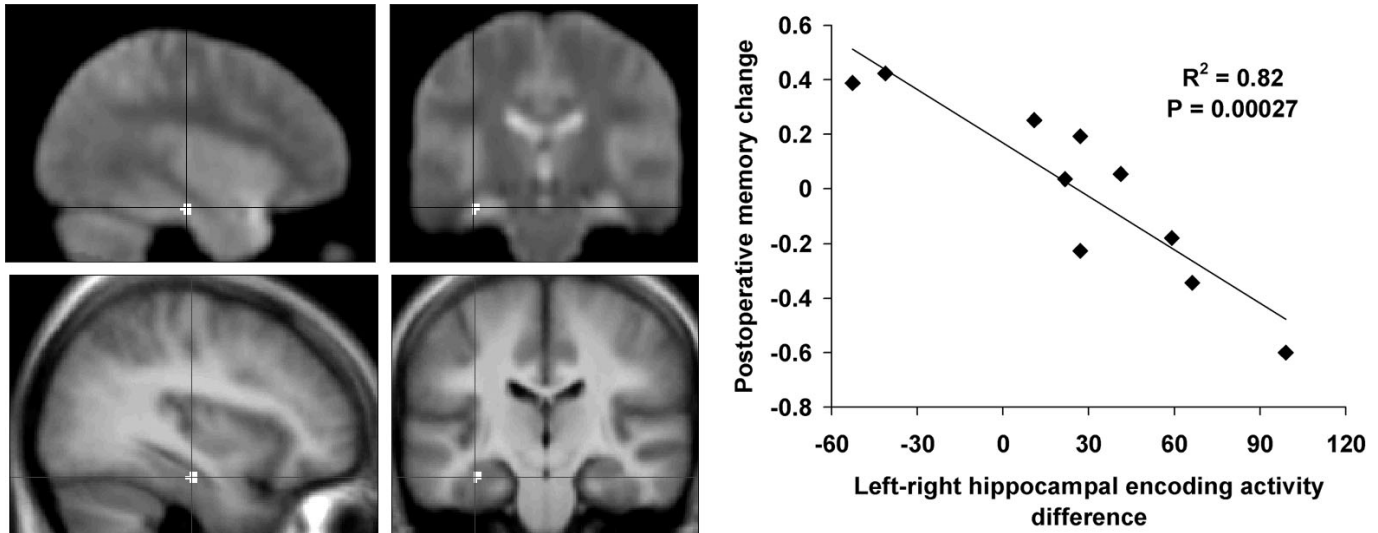 Postoperative memory change
0.6
0.4
0.2
0
-0.2
-0.4
-0.6
-0.8
R² = 0.82
P = 0.00027
-60 -30 0 30 60 90 120
Left-right hippocampal encoding activity
difference